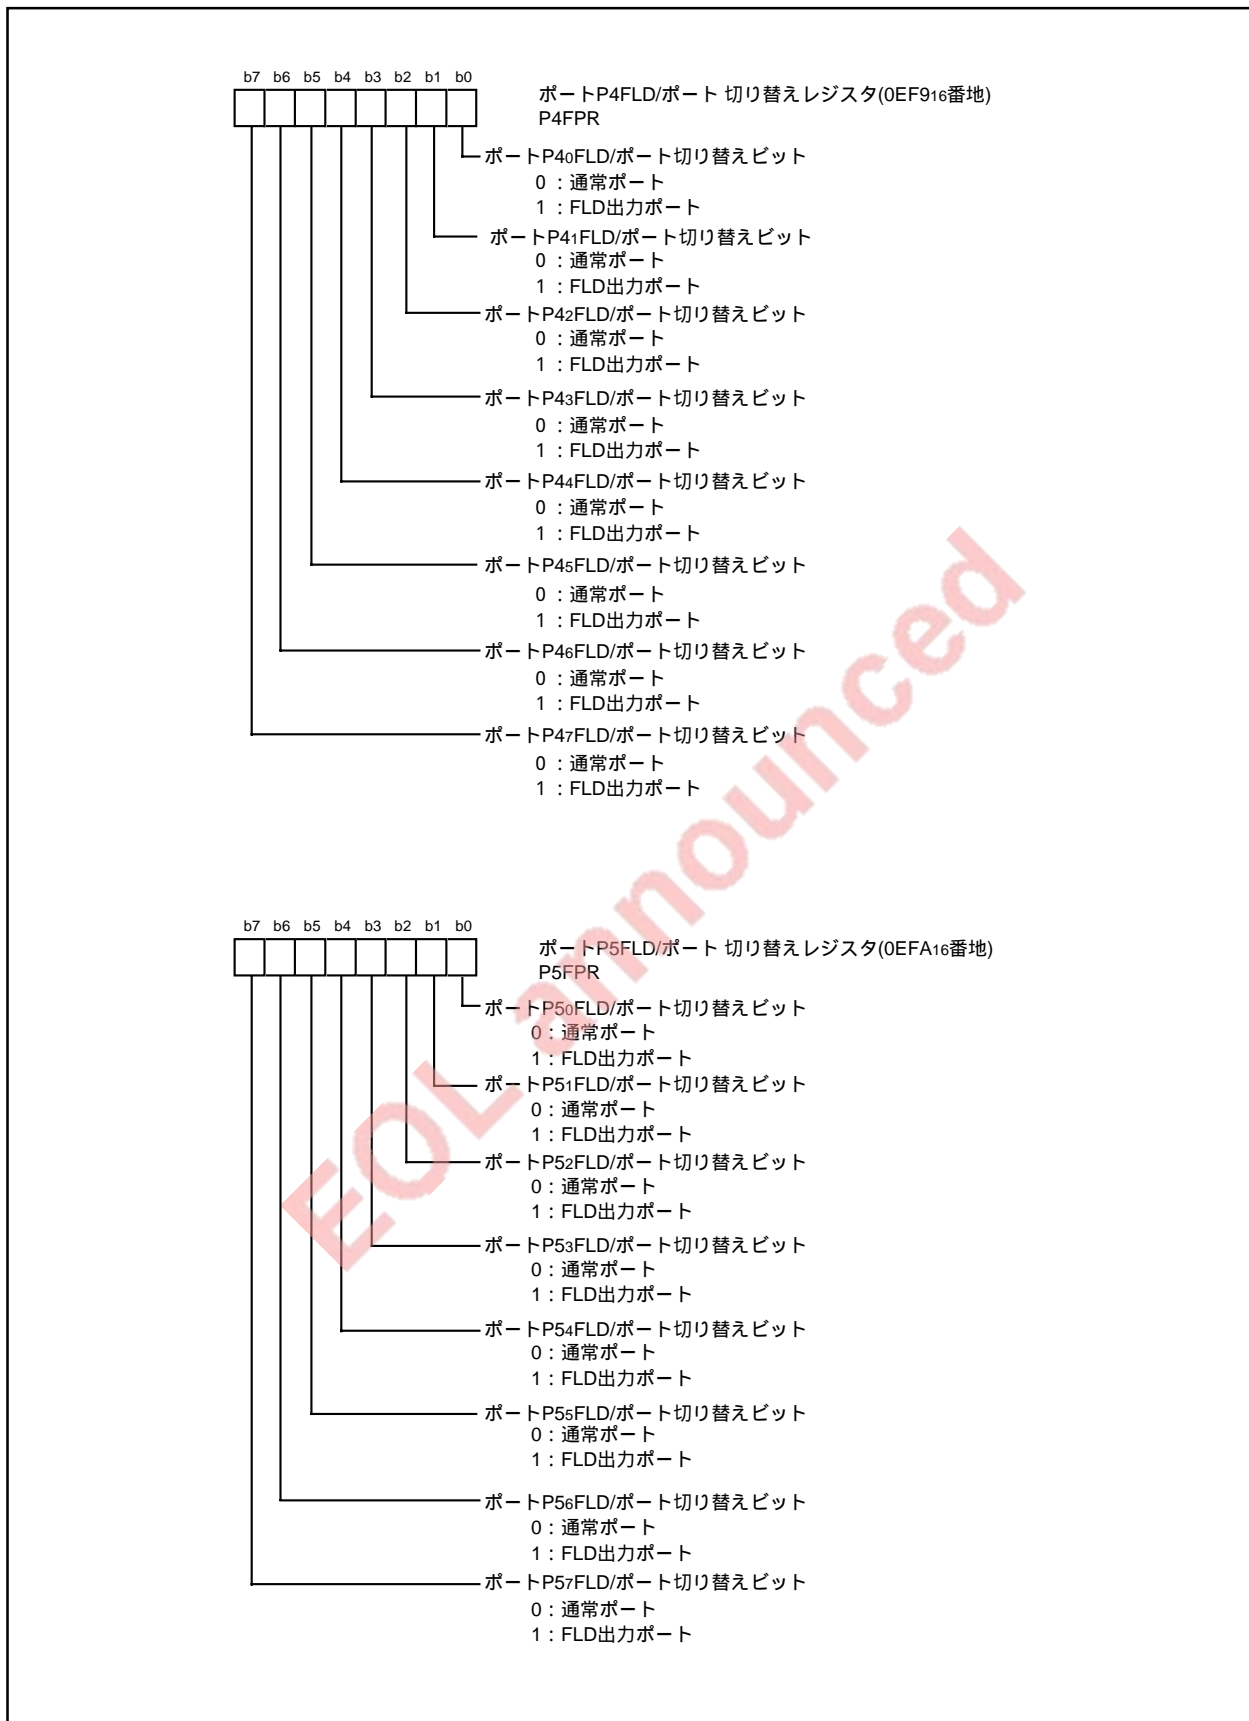 b7 b6 b5 b4 b3 b2 b1 b0
ポートP4FLD/ポート 切り替えレジスタ(0EF916番地)
P4FPR
ポートP40FLD/ポート切り替えビット
0 : 通常ポート
1 : FLD出力ポート
ポートP41FLD/ポート切り替えビット
0 : 通常ポート
1 : FLD出力ポート
ポートP42FLD/ポート切り替えビット
0 : 通常ポート
1 : FLD出力ポート
ポートP43FLD/ポート切り替えビット
0 : 通常ポート
1 : FLD出力ポート
ポートP44FLD/ポート切り替えビット
0 : 通常ポート
1 : FLD出力ポート
ポートP45FLD/ポート切り替えビット
0 : 通常ポート
1 : FLD出力ポート
ポートP46FLD/ポート切り替えビット
0 : 通常ポート
1 : FLD出力ポート
ポートP47FLD/ポート切り替えビット
0 : 通常ポート
1 : FLD出力ポート
b7 b6 b5 b4 b3 b2 b1 b0
ポートP5FLD/ポート 切り替えレジスタ(0EFA16番地)
P5FPR
ポートP50FLD/ポート切り替えビット
0 : 通常ポート
1 : FLD出力ポート
ポートP51FLD/ポート切り替えビット
0 : 通常ポート
1 : FLD出力ポート
ポートP52FLD/ポート切り替えビット
0 : 通常ポート
1 : FLD出力ポート
ポートP53FLD/ポート切り替えビット
0 : 通常ポート
1 : FLD出力ポート
ポートP54FLD/ポート切り替えビット
0 : 通常ポート
1 : FLD出力ポート
ポートP55FLD/ポート切り替えビット
0 : 通常ポート
1 : FLD出力ポート
ポートP56FLD/ポート切り替えビット
0 : 通常ポート
1 : FLD出力ポート
ポートP57FLD/ポート切り替えビット
0 : 通常ポート
1 : FLD出力ポート
EOL announced